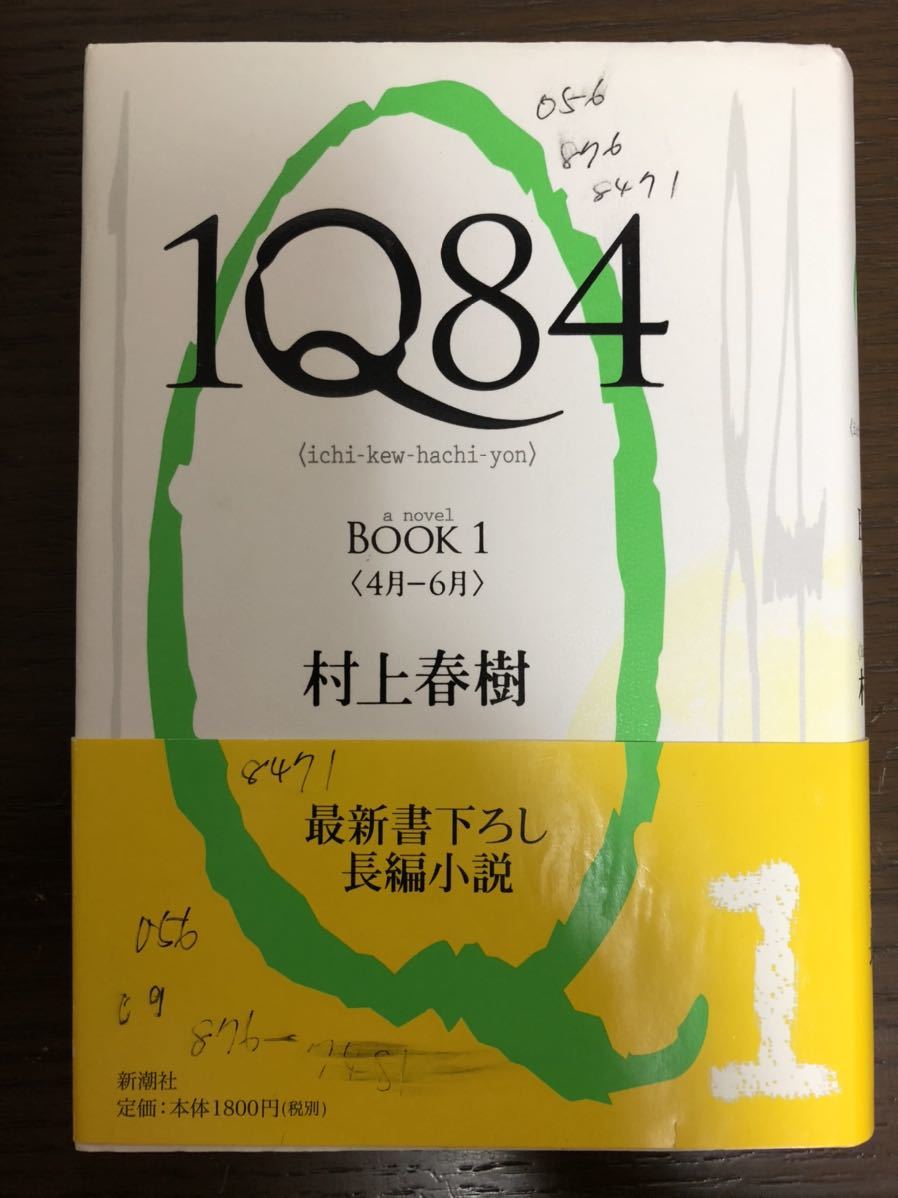 056
876
8471
1Q84
〈ichi-kew-hachi-yon〉
a novel
BOOK 1
〈4月−6月〉
村上春樹
8471
最新書下ろし
長編小説
056
876−
1
新潮社
定価：本体1800円(税別)